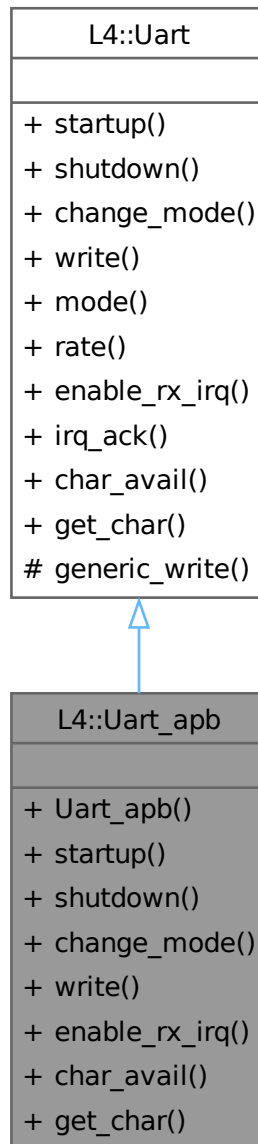 L4::Uart
+ startup()
+ shutdown()
+ change_mode()
+ write()
+ mode()
+ rate()
+ enable_rx_irq()
+ irq_ack()
+ char_avail()
+ get_char()
# generic_write()
L4::Uart_apb
+ Uart_apb()
+ startup()
+ shutdown()
+ change_mode()
+ write()
+ enable_rx_irq()
+ char_avail()
+ get_char()